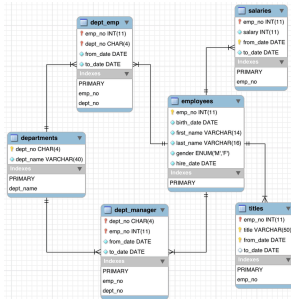 dept_emp
emp_no INT(11)
dept_no CHAR(4)
from_date DATE
to_date DATE
Indexes
PRIMARY
emp_no
dept_no
salaries
emp_no INT(11)
salary INT(11)
from_date DATE
to_date DATE
Indexes
PRIMARY
emp_no
departments
dept_no CHAR(4)
dept_name VARCHAR(40)
Indexes
PRIMARY
dept_name
employees
emp_no INT(11)
birth_date DATE
first_name VARCHAR(14)
last_name VARCHAR(16)
gender ENUM('M','F')
hire_date DATE
Indexes
PRIMARY
dept_manager
dept_no CHAR(4)
emp_no INT(11)
from_date DATE
to_date DATE
Indexes
PRIMARY
emp_no
dept_no
titles
emp_no INT(11)
title VARCHAR(50)
from_date DATE
to_date DATE
Indexes
PRIMARY
emp_no